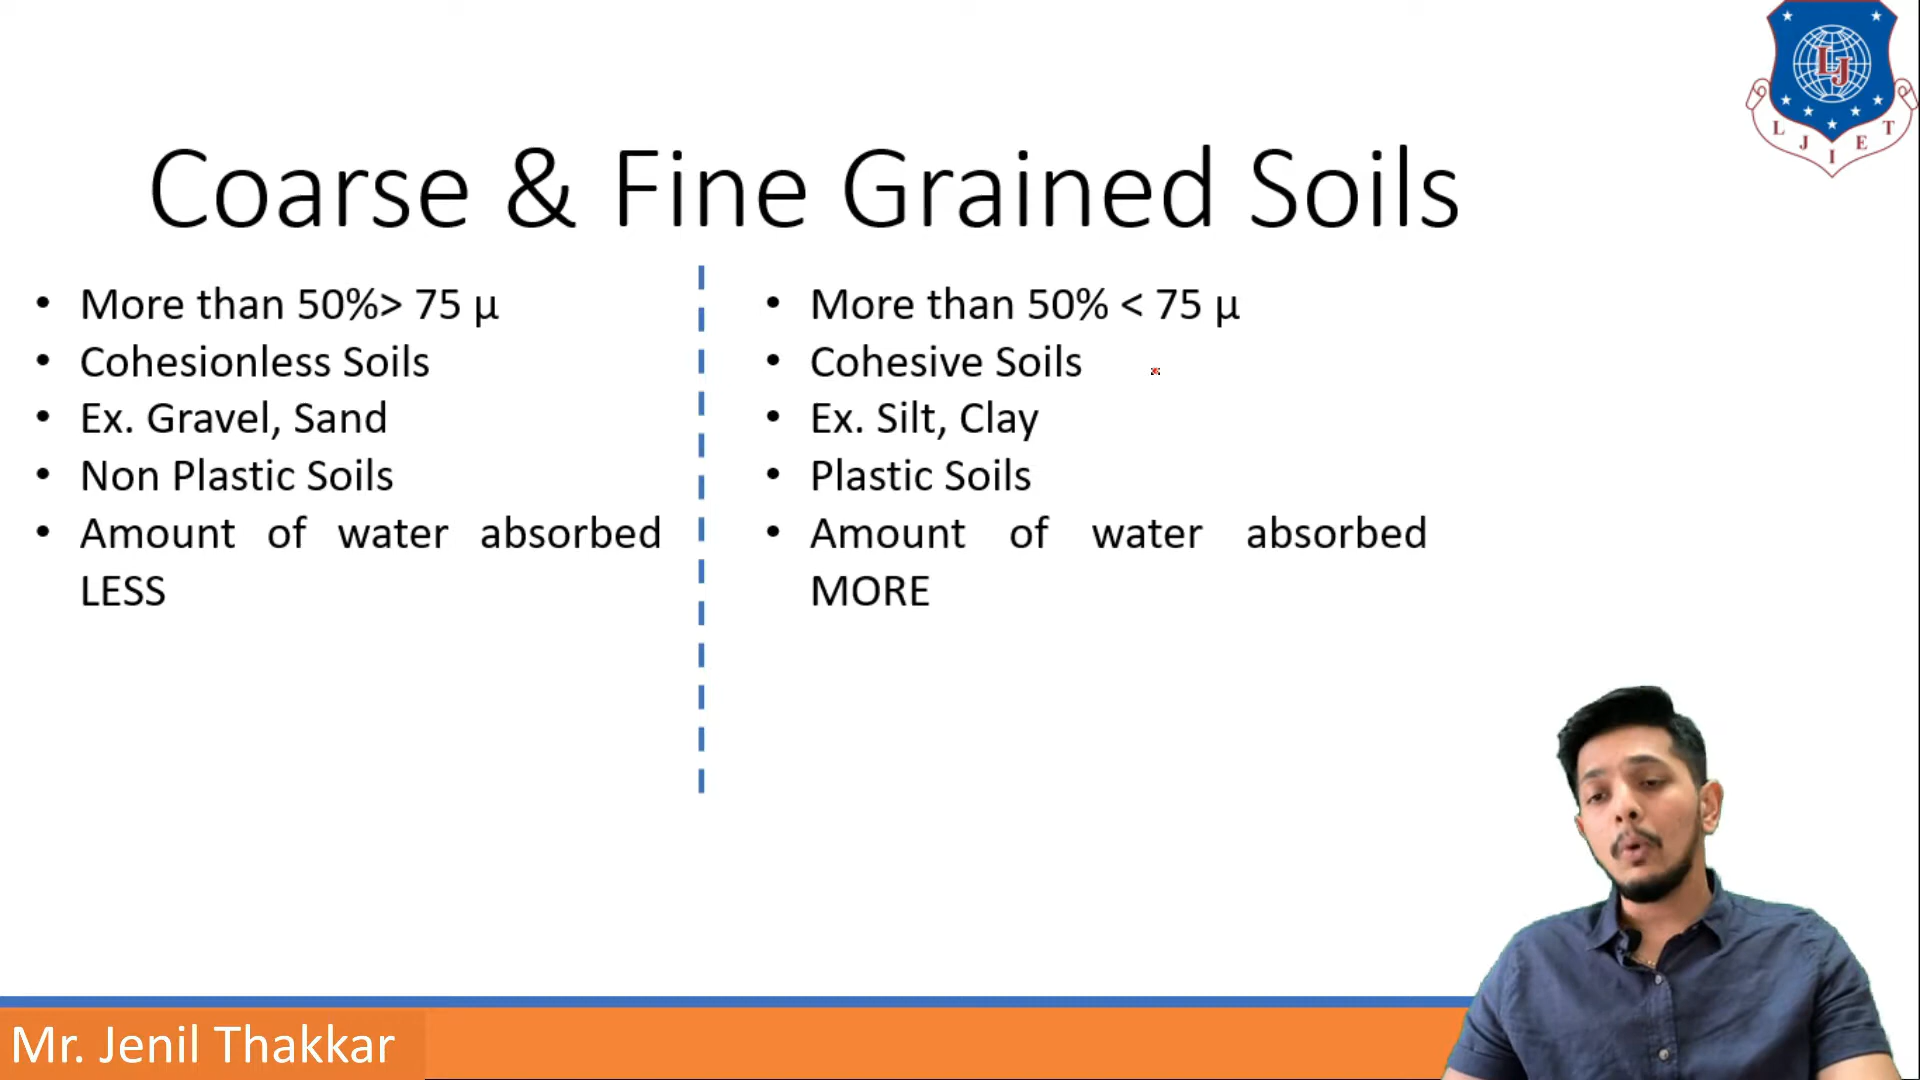 Coarse & Fine Grained Soils
• More than 50%> 75 µ
• Cohesionless Soils
• Ex. Gravel, Sand
• Non Plastic Soils
• Amount of water absorbed
LESS
• More than 50% < 75 µ
• Cohesive Soils
• Ex. Silt, Clay
• Plastic Soils
• Amount of water absorbed
MORE
LJ
L J I E T
Mr. Jenil Thakkar